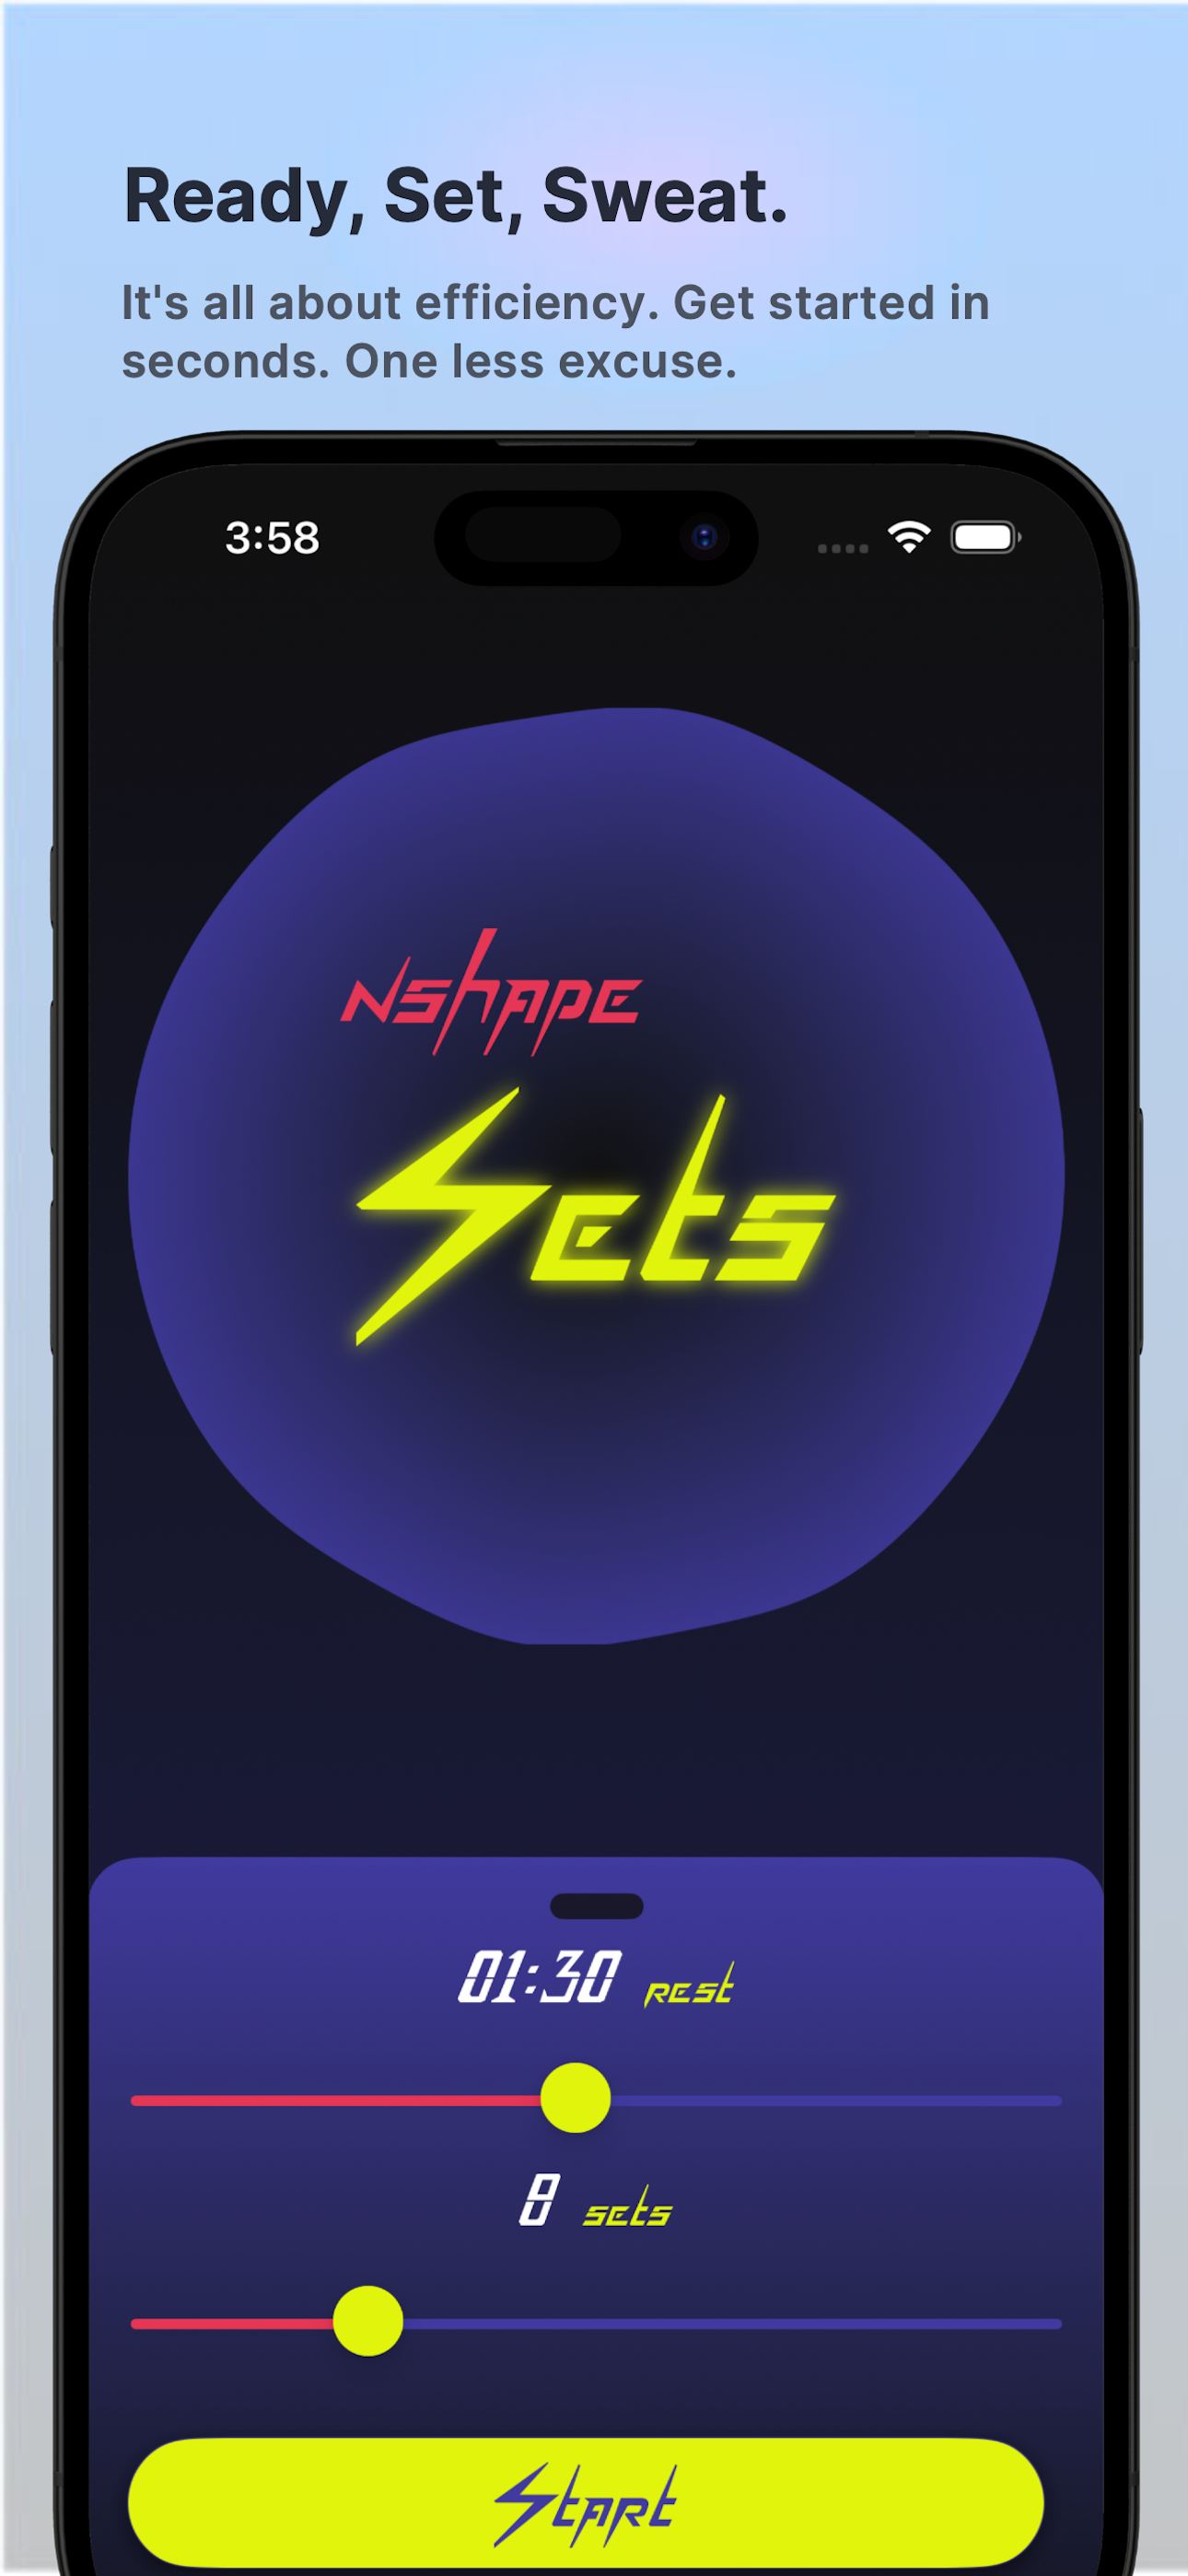 Ready, Set, Sweat.
It's all about efficiency. Get started in
seconds. One less excuse.
3:58
NshAPE
Sets
01:30 REst
8 sets
StARt